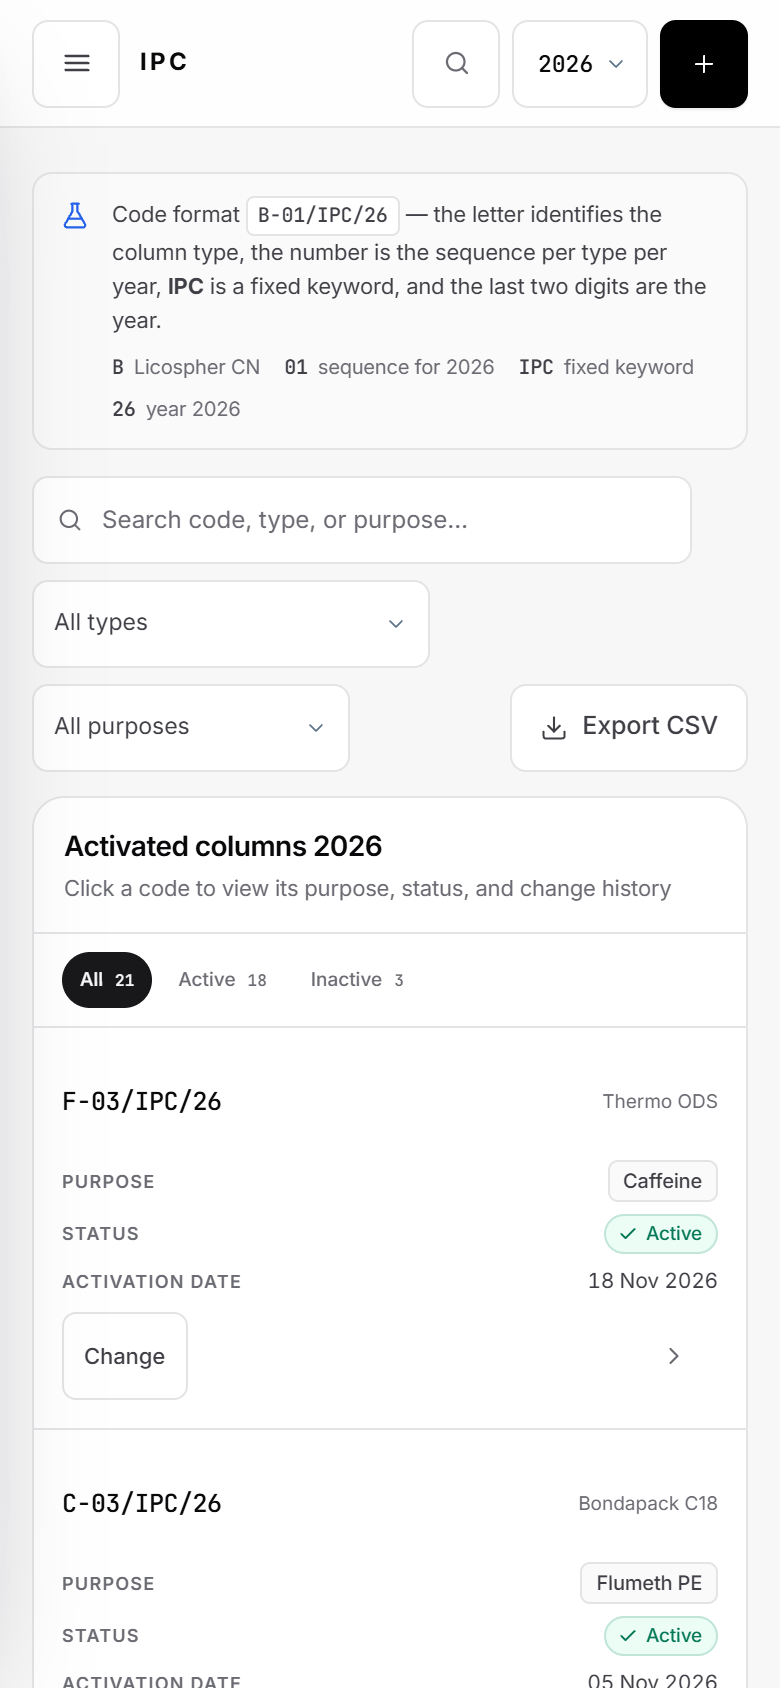 IPC
2026
Code format B-01/IPC/26 — the letter identifies the
column type, the number is the sequence per type per
year, IPC is a fixed keyword, and the last two digits are the
year.
B Licospher CN 01 sequence for 2026 IPC fixed keyword
26 year 2026
Search code, type, or purpose...
All types
All purposes
Export CSV
Activated columns 2026
Click a code to view its purpose, status, and change history
All 21 Active 18 Inactive 3
F-03/IPC/26 Thermo ODS
PURPOSE Caffeine
STATUS Active
ACTIVATION DATE 18 Nov 2026
Change
C-03/IPC/26 Bondapack C18
PURPOSE Flumeth PE
STATUS Active
ACTIVATION DATE 05 Nov 2026